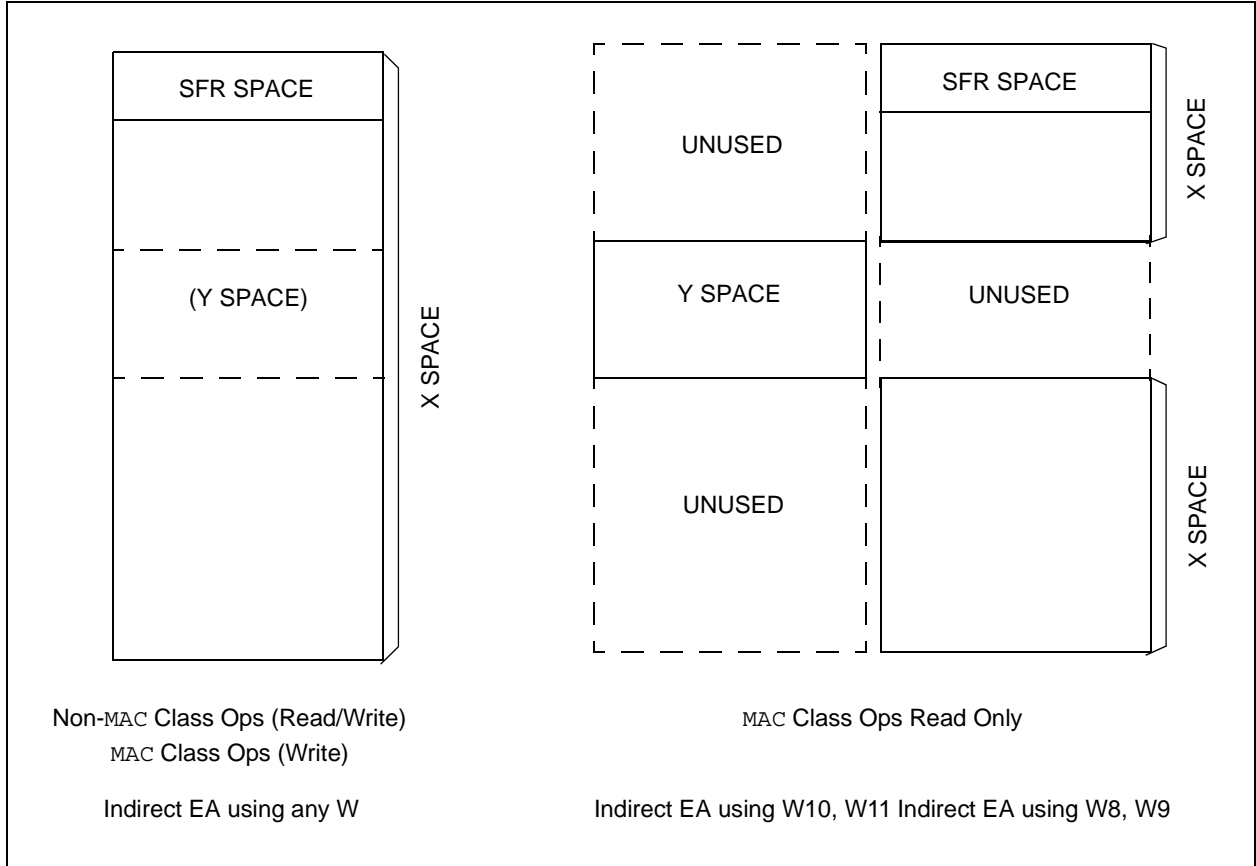 SFR SPACE
(Y SPACE)
X SPACE
Non-MAC Class Ops (Read/Write)
MAC Class Ops (Write)
Indirect EA using any W
UNUSED
Y SPACE
UNUSED
SFR SPACE
X SPACE
UNUSED
X SPACE
MAC Class Ops Read Only
Indirect EA using W10, W11 Indirect EA using W8, W9